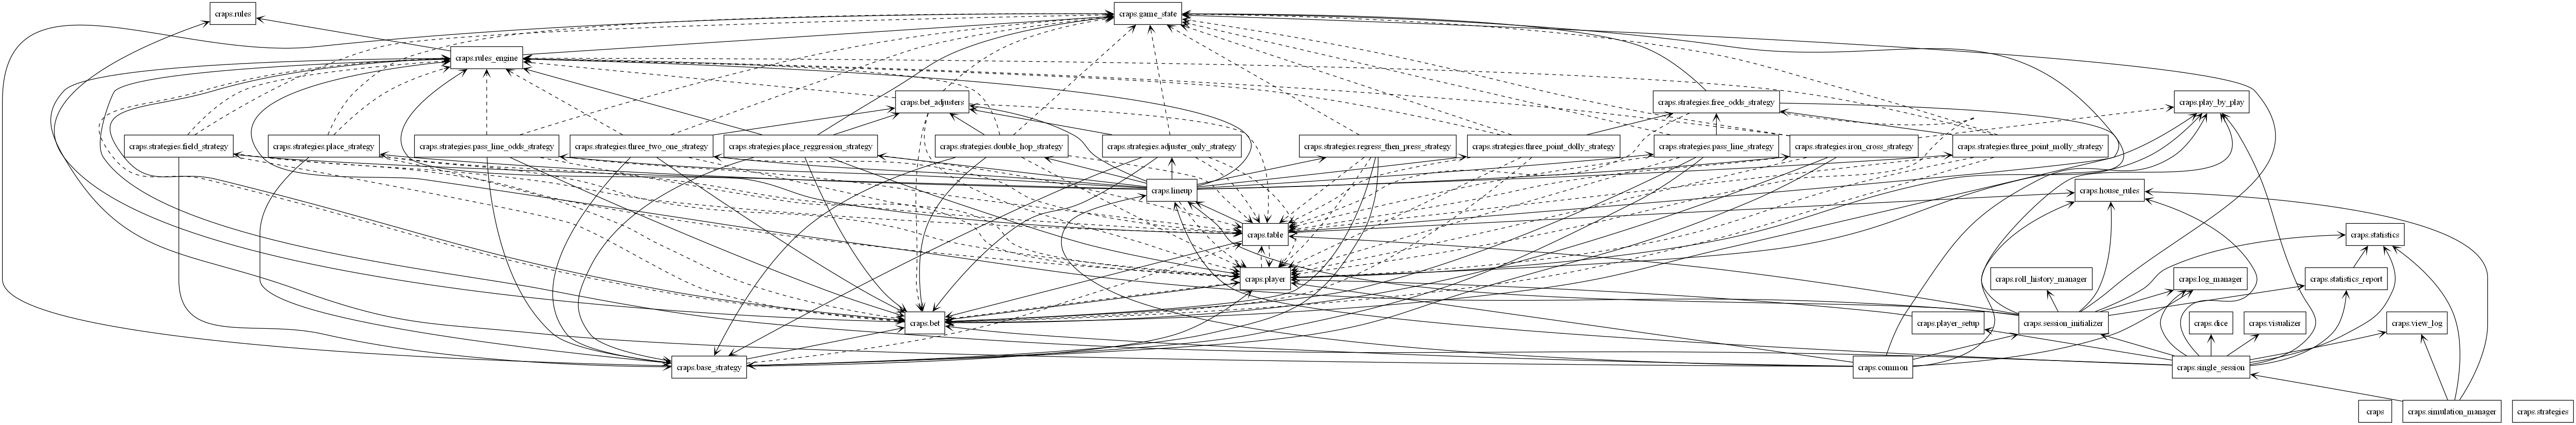 craps.rules
craps.game_state
craps.rules_engine
craps.bet_adjusters
craps.strategies.free_odds_strategy
craps.play_by_play
craps.strategies.field_strategy
craps.strategies.place_strategy
craps.strategies.pass_line_odds_strategy
craps.strategies.three_two_one_strategy
craps.strategies.place_reggression_strategy
craps.strategies.double_hop_strategy
craps.strategies.adjuster_only_strategy
craps.strategies.regress_then_press_strategy
craps.strategies.three_point_dolly_strategy
craps.strategies.pass_line_strategy
craps.strategies.iron_cross_strategy
craps.strategies.three_point_molly_strategy
craps.lineup
craps.house_rules
craps.table
craps.statistics
craps.player
craps.roll_history_manager
craps.log_manager
craps.statistics_report
craps.bet
craps.player_setup
craps.session_initializer
craps.dice
craps.visualizer
craps.view_log
craps.base_strategy
craps.common
craps.single_session
craps
craps.simulation_manager
craps.strategies